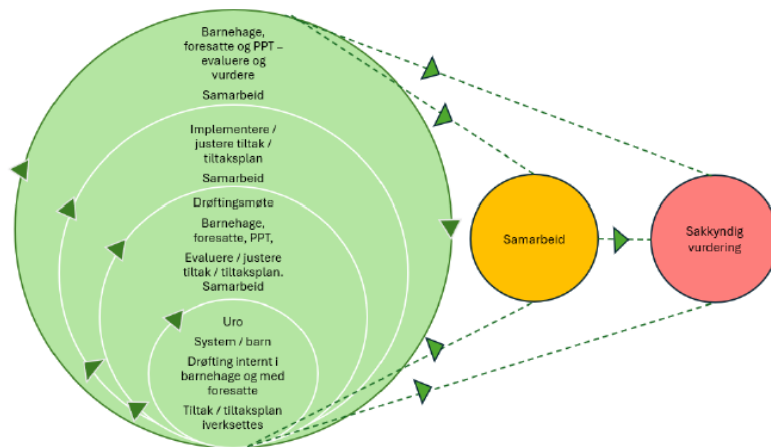 Barnehage,
foresatte og PPT –
evaluere og
vurdere
Samarbeid
Implementere /
justere tiltak /
tiltaksplan
Samarbeid
Drøftingsmøte
Barnehage,
foresatte, PPT,
Evaluere / justere
tiltak / tiltaksplan.
Samarbeid
Uro
System / barn
Drøfting internt i
barnehage og med
foresatte
Tiltak / tiltaksplan
iverksettes
Samarbeid
Sakkyndig
vurdering